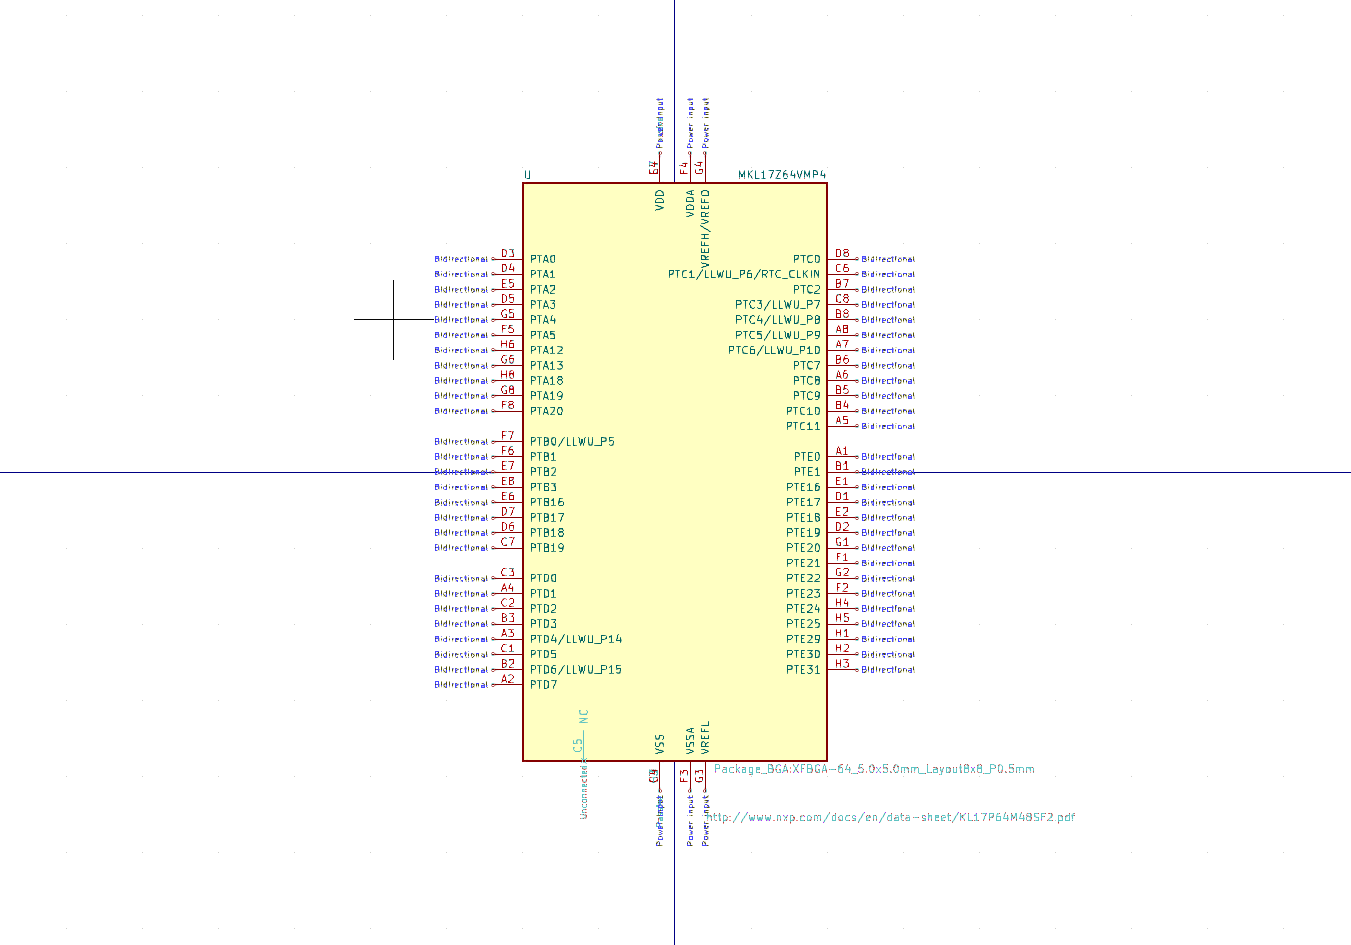 Power input
Power input
Power input
F4
G4
U
MKL17Z64VMP4
VDD
VDDA
VREFH/VREFO
Bidirectional D3 PTA0
Bidirectional D4 PTA1
Bidirectional E5 PTA2
Bidirectional D5 PTA3
Bidirectional G5 PTA4
Bidirectional F5 PTA5
Bidirectional H6 PTA12
Bidirectional G6 PTA13
Bidirectional H8 PTA18
Bidirectional G8 PTA19
Bidirectional F8 PTA20
Bidirectional F7 PTB0/LLWU_P5
Bidirectional F6 PTB1
Bidirectional E7 PTB2
Bidirectional E8 PTB3
Bidirectional E6 PTB16
Bidirectional D7 PTB17
Bidirectional D6 PTB18
Bidirectional C7 PTB19
Bidirectional C3 PTD0
Bidirectional A4 PTD1
Bidirectional C2 PTD2
Bidirectional B3 PTD3
Bidirectional A3 PTD4/LLWU_P14
Bidirectional C1 PTD5
Bidirectional B2 PTD6/LLWU_P15
Bidirectional A2 PTD7
PTC0 D8 Bidirectional
PTC1/LLWU_P6/RTC_CLKIN C6 Bidirectional
PTC2 B7 Bidirectional
PTC3/LLWU_P7 C8 Bidirectional
PTC4/LLWU_P8 B8 Bidirectional
PTC5/LLWU_P9 A8 Bidirectional
PTC6/LLWU_P10 A7 Bidirectional
PTC7 B6 Bidirectional
PTC8 A6 Bidirectional
PTC9 B5 Bidirectional
PTC10 B4 Bidirectional
PTC11 A5 Bidirectional
PTE0 A1 Bidirectional
PTE1 B1 Bidirectional
PTE16 E1 Bidirectional
PTE17 D1 Bidirectional
PTE18 E2 Bidirectional
PTE19 D2 Bidirectional
PTE20 G1 Bidirectional
PTE21 F1 Bidirectional
PTE22 G2 Bidirectional
PTE23 F2 Bidirectional
PTE24 H4 Bidirectional
PTE25 H5 Bidirectional
PTE29 H1 Bidirectional
PTE30 H2 Bidirectional
PTE31 H3 Bidirectional
NC
C5
Unconnected
VSS
VSSA
VREFL
F3
G3
Power input
Power input
Power input
Package_BGA:XFBGA-64_5.0x5.0mm_Layout8x8_P0.5mm
http://www.nxp.com/docs/en/data-sheet/KL17P64M48SF2.pdf